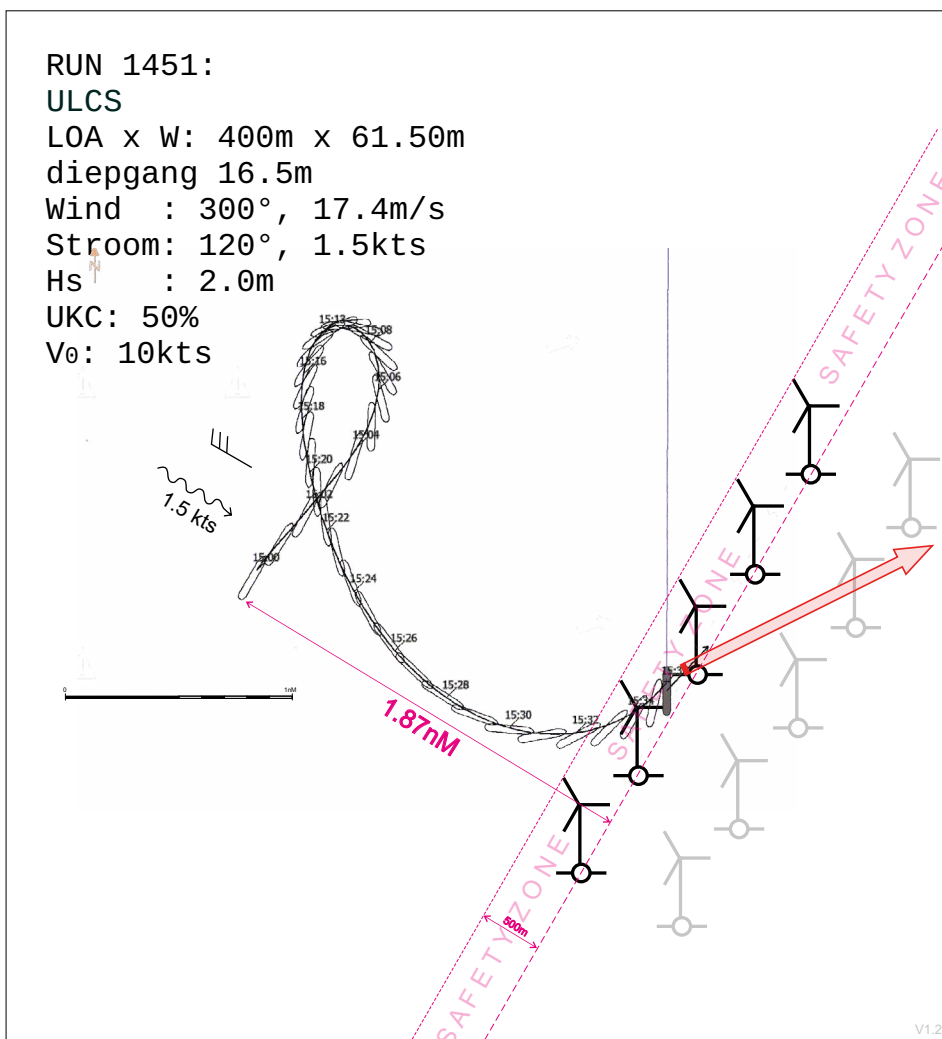 RUN 1451:
ULCS
LOA x W: 400m x 61.50m
diepgang 16.5m
Wind : 300°, 17.4m/s
Stroom: 120°, 1.5kts
N
Hs : 2.0m
UKC: 50%
V0: 10kts
SAFETY ZONE
15:13
15:08
15:16
15:06
15:18
15:04
15:20
15:02
1.5 kts
15:22
15:00
15:24
15:26
15:28
15:30
15:32
15:34
SAFETY ZONE
0
1nM
1.87nM
500m
SAFETY ZONE
V1.2